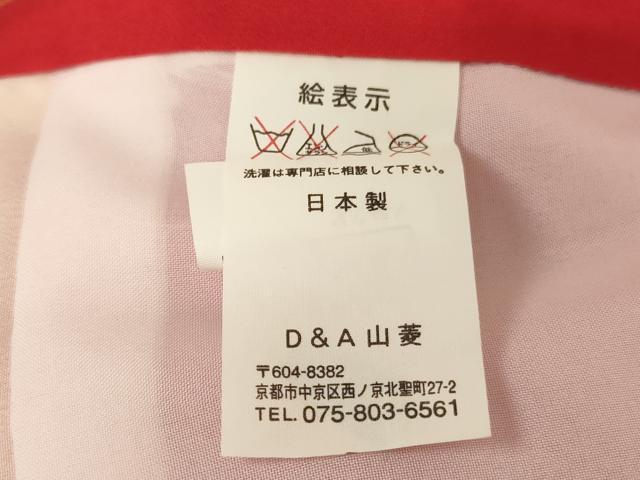 絵表示
洗濯は専門店に相談して下さい。
日本製
D&A山菱
〒604-8382
京都市中京区西ノ京北聖町27-2
TEL. 075-803-6561